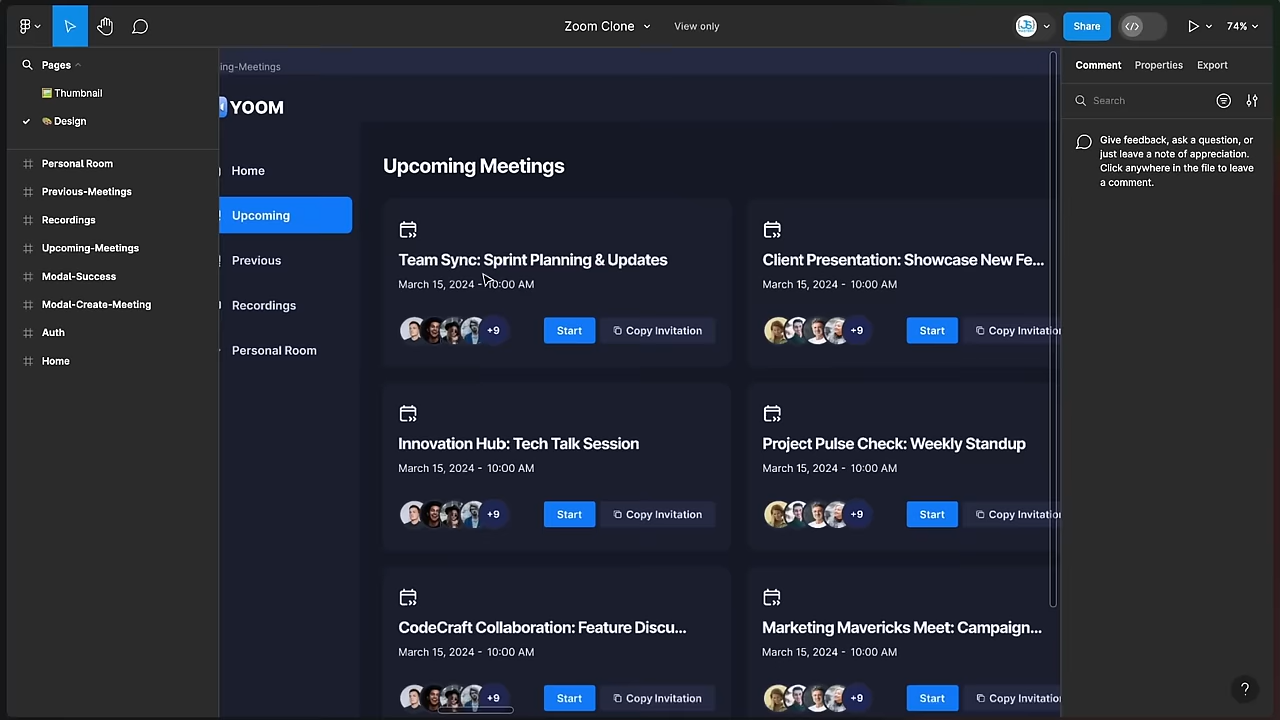 Zoom Clone
View only
JS
Share
74%
Pages
Thumbnail
Design
Personal Room
Previous-Meetings
Recordings
Upcoming-Meetings
Modal-Success
Modal-Create-Meeting
Auth
Home
ing-Meetings
YOOM
Home
Upcoming
Previous
Recordings
Personal Room
Upcoming Meetings
Team Sync: Sprint Planning & Updates
March 15, 2024 - 10:00 AM
+9 Start Copy Invitation
Client Presentation: Showcase New Fe...
March 15, 2024 - 10:00 AM
+9 Start Copy Invitatio
Innovation Hub: Tech Talk Session
March 15, 2024 - 10:00 AM
+9 Start Copy Invitation
Project Pulse Check: Weekly Standup
March 15, 2024 - 10:00 AM
+9 Start Copy Invitatio
CodeCraft Collaboration: Feature Discu...
March 15, 2024 - 10:00 AM
+9 Start Copy Invitation
Marketing Mavericks Meet: Campaign...
March 15, 2024 - 10:00 AM
+9 Start Copy Invitatio
Comment Properties Export
Search
Give feedback, ask a question, or
just leave a note of appreciation.
Click anywhere in the file to leave
a comment.
?